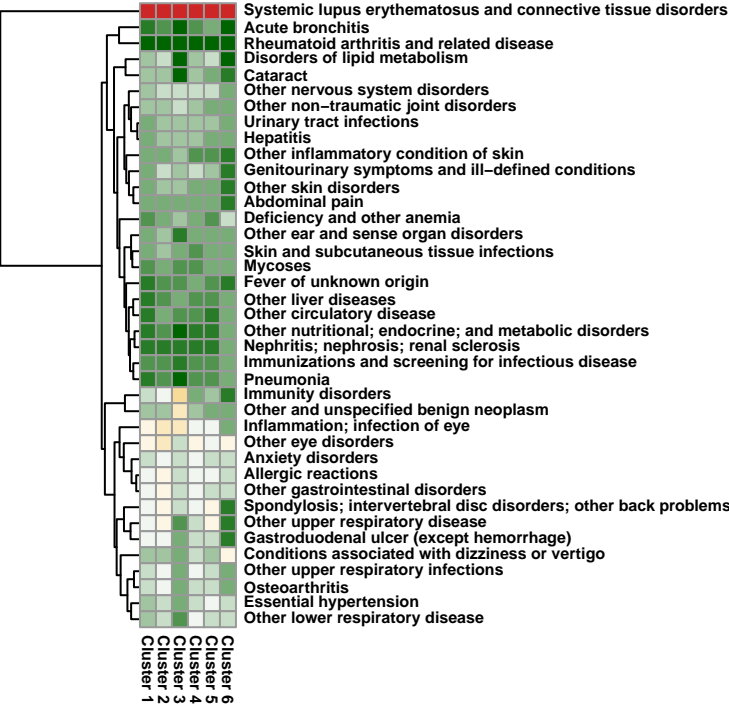 Systemic lupus erythematosus and connective tissue disorders
Acute bronchitis
Rheumatoid arthritis and related disease
Disorders of lipid metabolism
Cataract
Other nervous system disorders
Other non−traumatic joint disorders
Urinary tract infections
Hepatitis
Other inflammatory condition of skin
Genitourinary symptoms and ill−defined conditions
Other skin disorders
Abdominal pain
Deficiency and other anemia
Other ear and sense organ disorders
Skin and subcutaneous tissue infections
Mycoses
Fever of unknown origin
Other liver diseases
Other circulatory disease
Other nutritional; endocrine; and metabolic disorders
Nephritis; nephrosis; renal sclerosis
Immunizations and screening for infectious disease
Pneumonia
Immunity disorders
Other and unspecified benign neoplasm
Inflammation; infection of eye
Other eye disorders
Anxiety disorders
Allergic reactions
Other gastrointestinal disorders
Spondylosis; intervertebral disc disorders; other back problems
Other upper respiratory disease
Gastroduodenal ulcer (except hemorrhage)
Conditions associated with dizziness or vertigo
Other upper respiratory infections
Osteoarthritis
Essential hypertension
Other lower respiratory disease
Cluster 1
Cluster 2
Cluster 3
Cluster 4
Cluster 5
Cluster 6